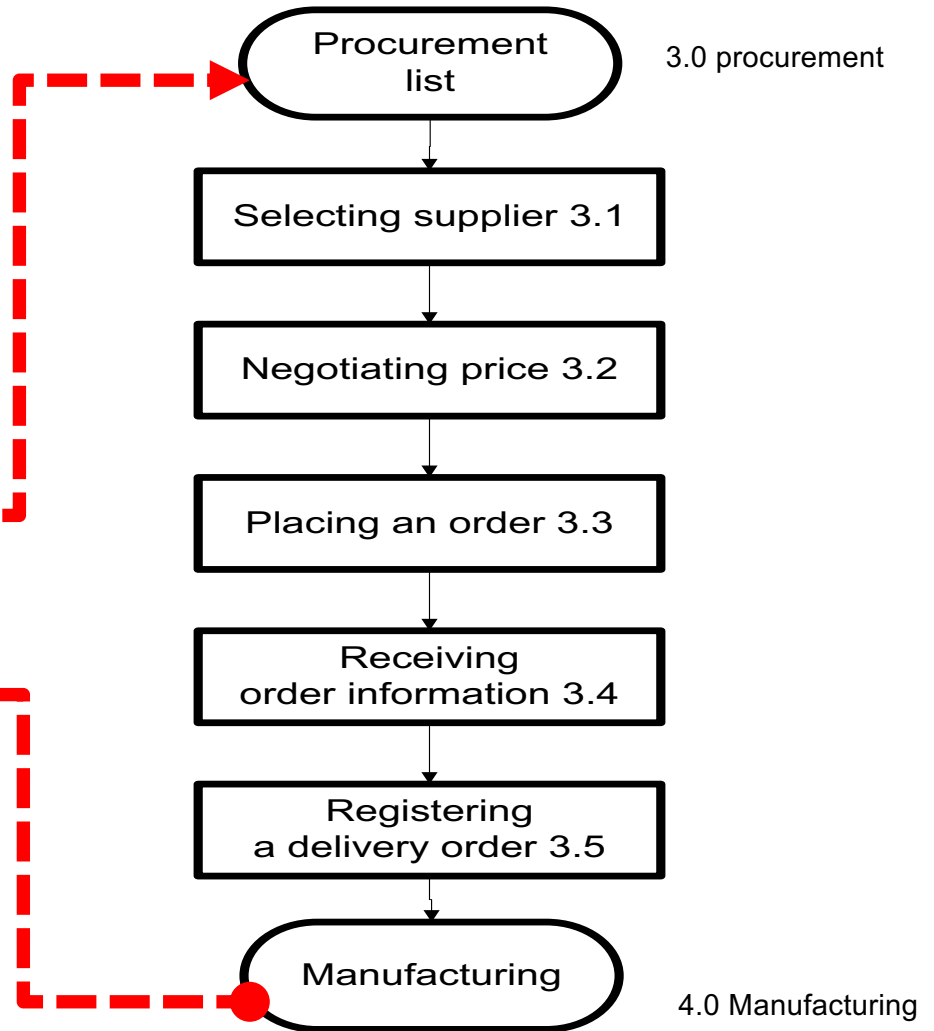 Procurement
list
3.0 procurement
Selecting supplier 3.1
Negotiating price 3.2
Placing an order 3.3
Receiving
order information 3.4
Registering
a delivery order 3.5
Manufacturing
4.0 Manufacturing